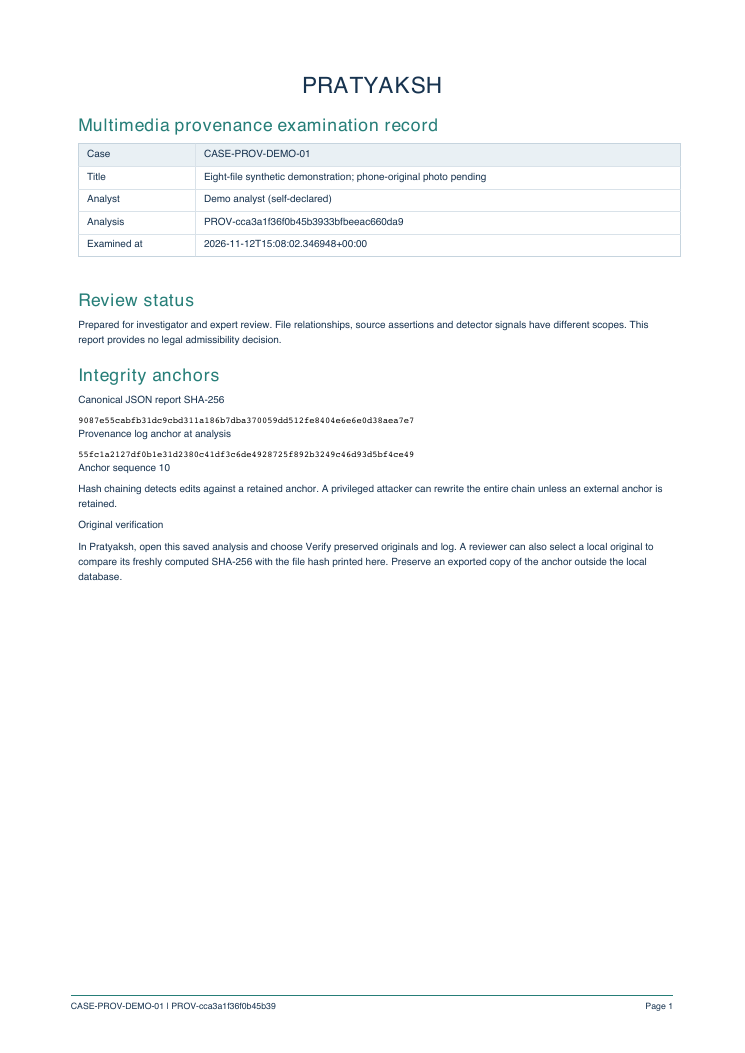 PRATYAKSH
Multimedia provenance examination record
Case CASE-PROV-DEMO-01
Title Eight-file synthetic demonstration; phone-original photo pending
Analyst Demo analyst (self-declared)
Analysis PROV-cca3a1f36f0b45b3933bfbeeac660da9
Examined at 2026-11-12T15:08:02.346948+00:00
Review status
Prepared for investigator and expert review. File relationships, source assertions and detector signals have different scopes. This
report provides no legal admissibility decision.
Integrity anchors
Canonical JSON report SHA-256
9087e55cabfb31dc9cbd311a186b7dba370059dd512fe8404e6e6e0d38aea7e7
Provenance log anchor at analysis
55fc1a2127df0b1e31d2380c41df3c6de4928725f892b3249c46d93d5bf4ce49
Anchor sequence 10
Hash chaining detects edits against a retained anchor. A privileged attacker can rewrite the entire chain unless an external anchor is
retained.
Original verification
In Pratyaksh, open this saved analysis and choose Verify preserved originals and log. A reviewer can also select a local original to
compare its freshly computed SHA-256 with the file hash printed here. Preserve an exported copy of the anchor outside the local
database.
CASE-PROV-DEMO-01 | PROV-cca3a1f36f0b45b39 Page 1